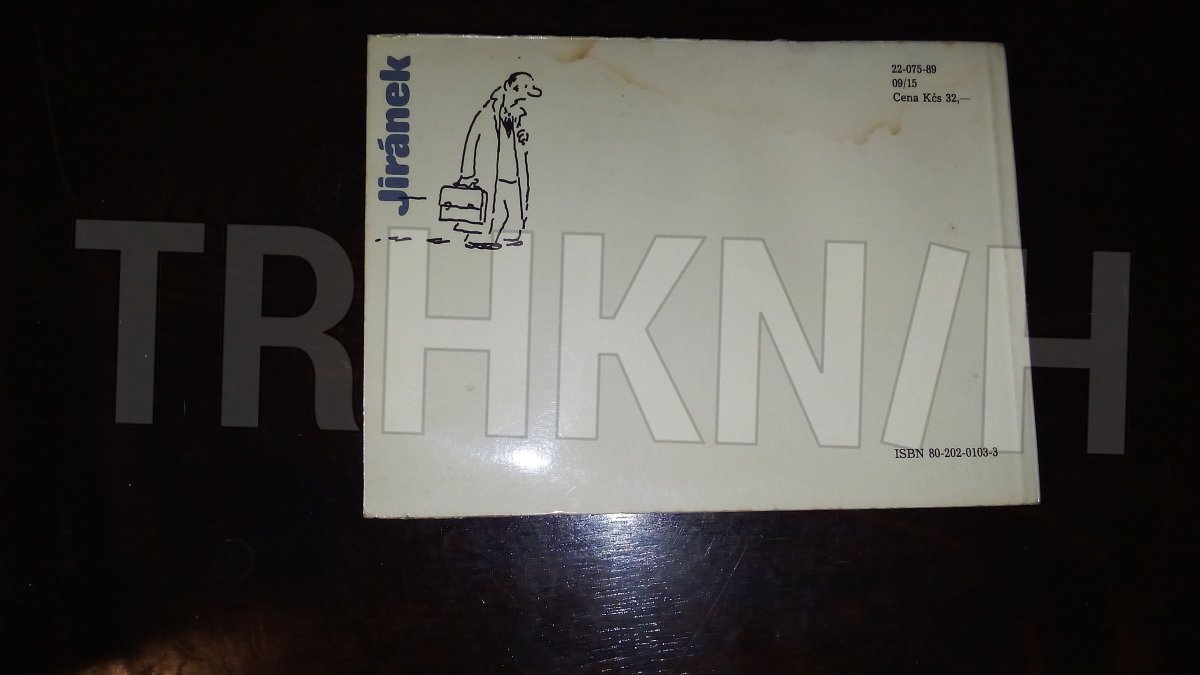 Jiránek
22-075-89
09/15
Cena Kčs 32,—
TRHKNIH
ISBN 80-202-0103-3